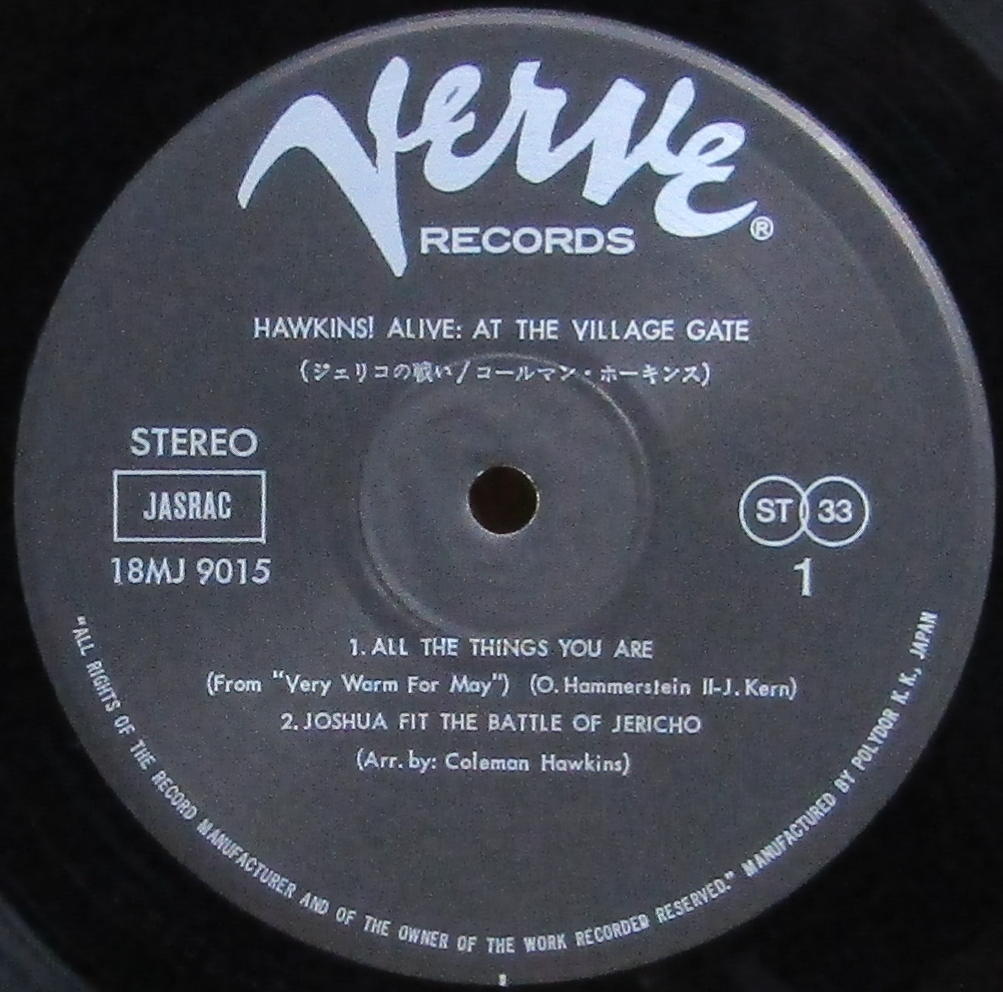 Verve
®
RECORDS
HAWKINS! ALIVE: AT THE VILLAGE GATE
(ジェリコの戦い/コールマン・ホーキンス)
STEREO
JASRAC
18MJ 9015
ST 33
1
1. ALL THE THINGS YOU ARE
(From "Very Warm For May") (O. Hammerstein II-J. Kern)
2. JOSHUA FIT THE BATTLE OF JERICHO
(Arr. by: Coleman Hawkins)
"ALL RIGHTS OF THE RECORD MANUFACTURER AND OF THE OWNER OF THE WORK RECORDED RESERVED." MANUFACTURED BY POLYDOR K. K., JAPAN